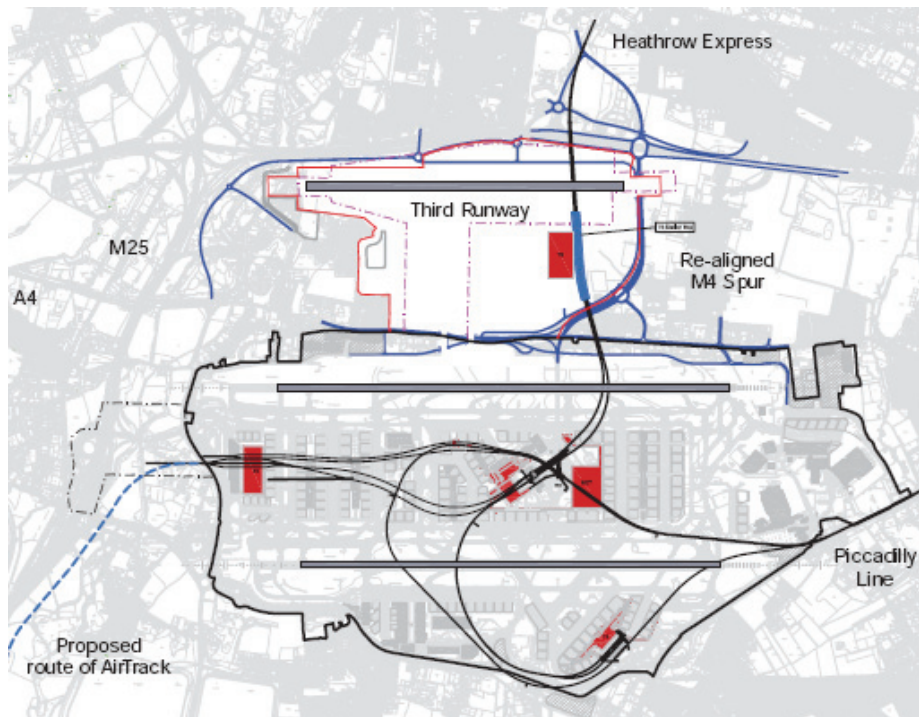 Heathrow Express
Third Runway
M25
Re-aligned
M4 Spur
A4
Piccadilly
Line
Proposed
route of AirTrack